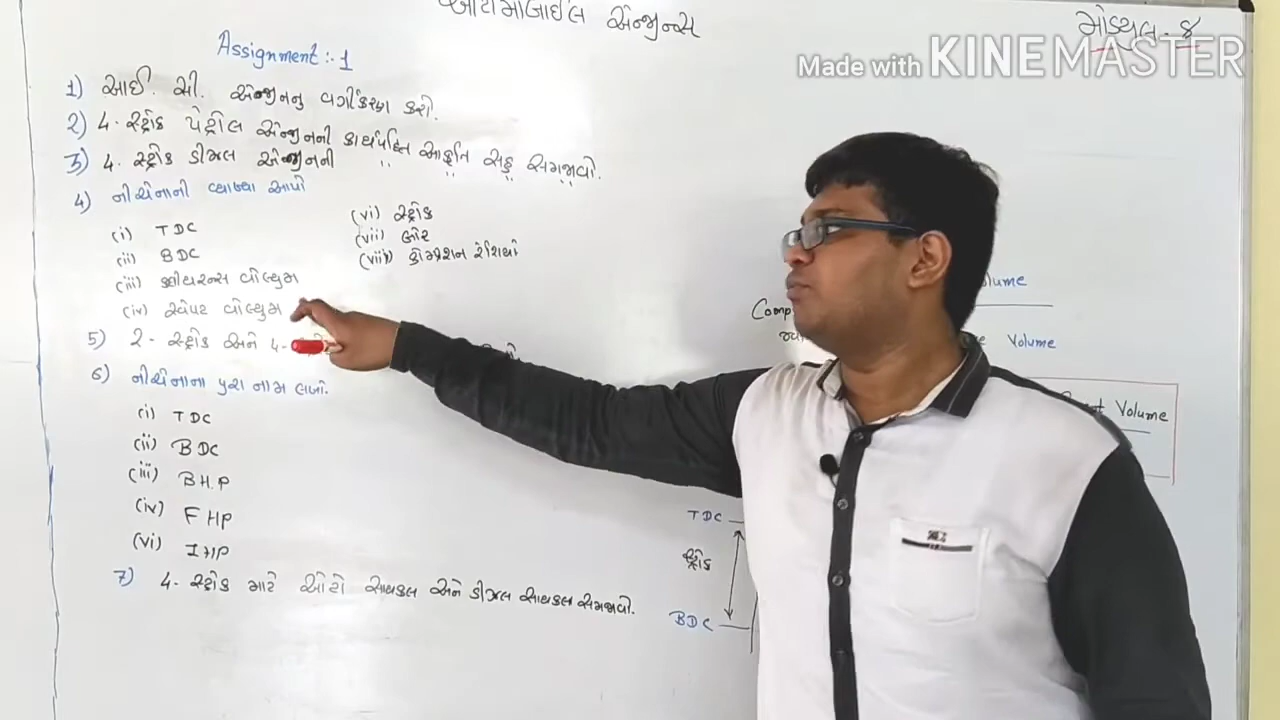 ઓટોમોબાઈલ એન્જીન્સ
મોડ્યુલ - ૪
Made with KINEMASTER
Assignment :- 1
1) આઈ. સી. એન્જીનનુ વર્ગીકરણ કરો.
2) 4-સ્ટ્રોક પેટ્રોલ એન્જીનની કાર્યપધ્ધતિ આકૃતિ સહ સમજાવો.
3) 4-સ્ટ્રોક ડીઝલ એન્જીનની " " " "
4) નીચેનાની વ્યાખ્યા આપો
(i) TDC
(ii) BDC
(iii) ક્લીયરન્સ વોલ્યુમ
(iv) સ્વેપ્ટ વોલ્યુમ
(vi) સ્ટ્રોક
(vii) બોર
(viii) કોમ્પ્રેશન રેશિયો
5) 2-સ્ટ્રોક અને 4-
6) નીચેનાના પુરા નામ લખો.
(i) TDC
(ii) BDC
(iii) B.H.P
(iv) FHP
(vi) IHP
7) 4-સ્ટ્રોક માટે ઓટો સાયકલ અને ડીઝલ સાયકલ સમજાવો.
Comp
Volume
Volume
TDC
સ્ટ્રોક
BDC